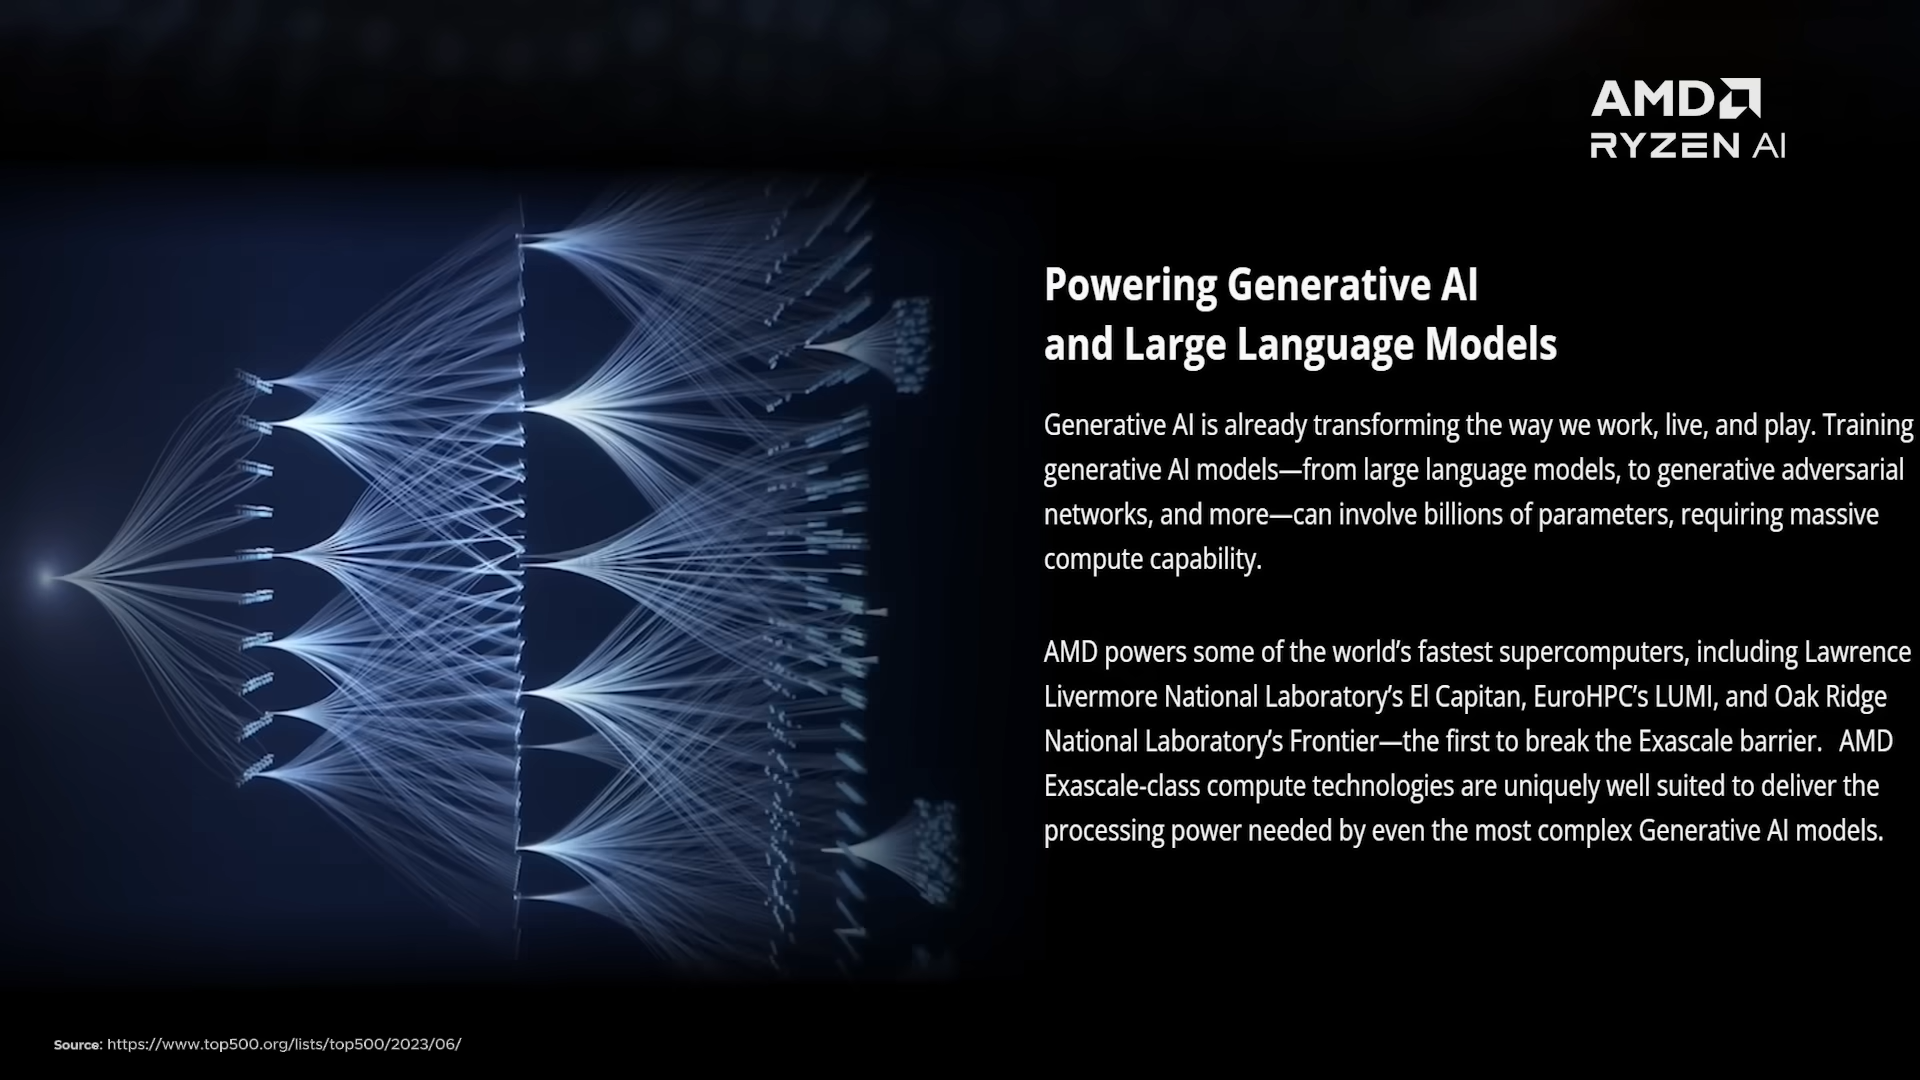 AMD
RYZEN AI
Powering Generative AI
and Large Language Models
Generative AI is already transforming the way we work, live, and play. Training
generative AI models—from large language models, to generative adversarial
networks, and more—can involve billions of parameters, requiring massive
compute capability.
AMD powers some of the world’s fastest supercomputers, including Lawrence
Livermore National Laboratory’s El Capitan, EuroHPC’s LUMI, and Oak Ridge
National Laboratory’s Frontier—the first to break the Exascale barrier.  AMD
Exascale-class compute technologies are uniquely well suited to deliver the
processing power needed by even the most complex Generative AI models.
Source: https://www.top500.org/lists/top500/2023/06/